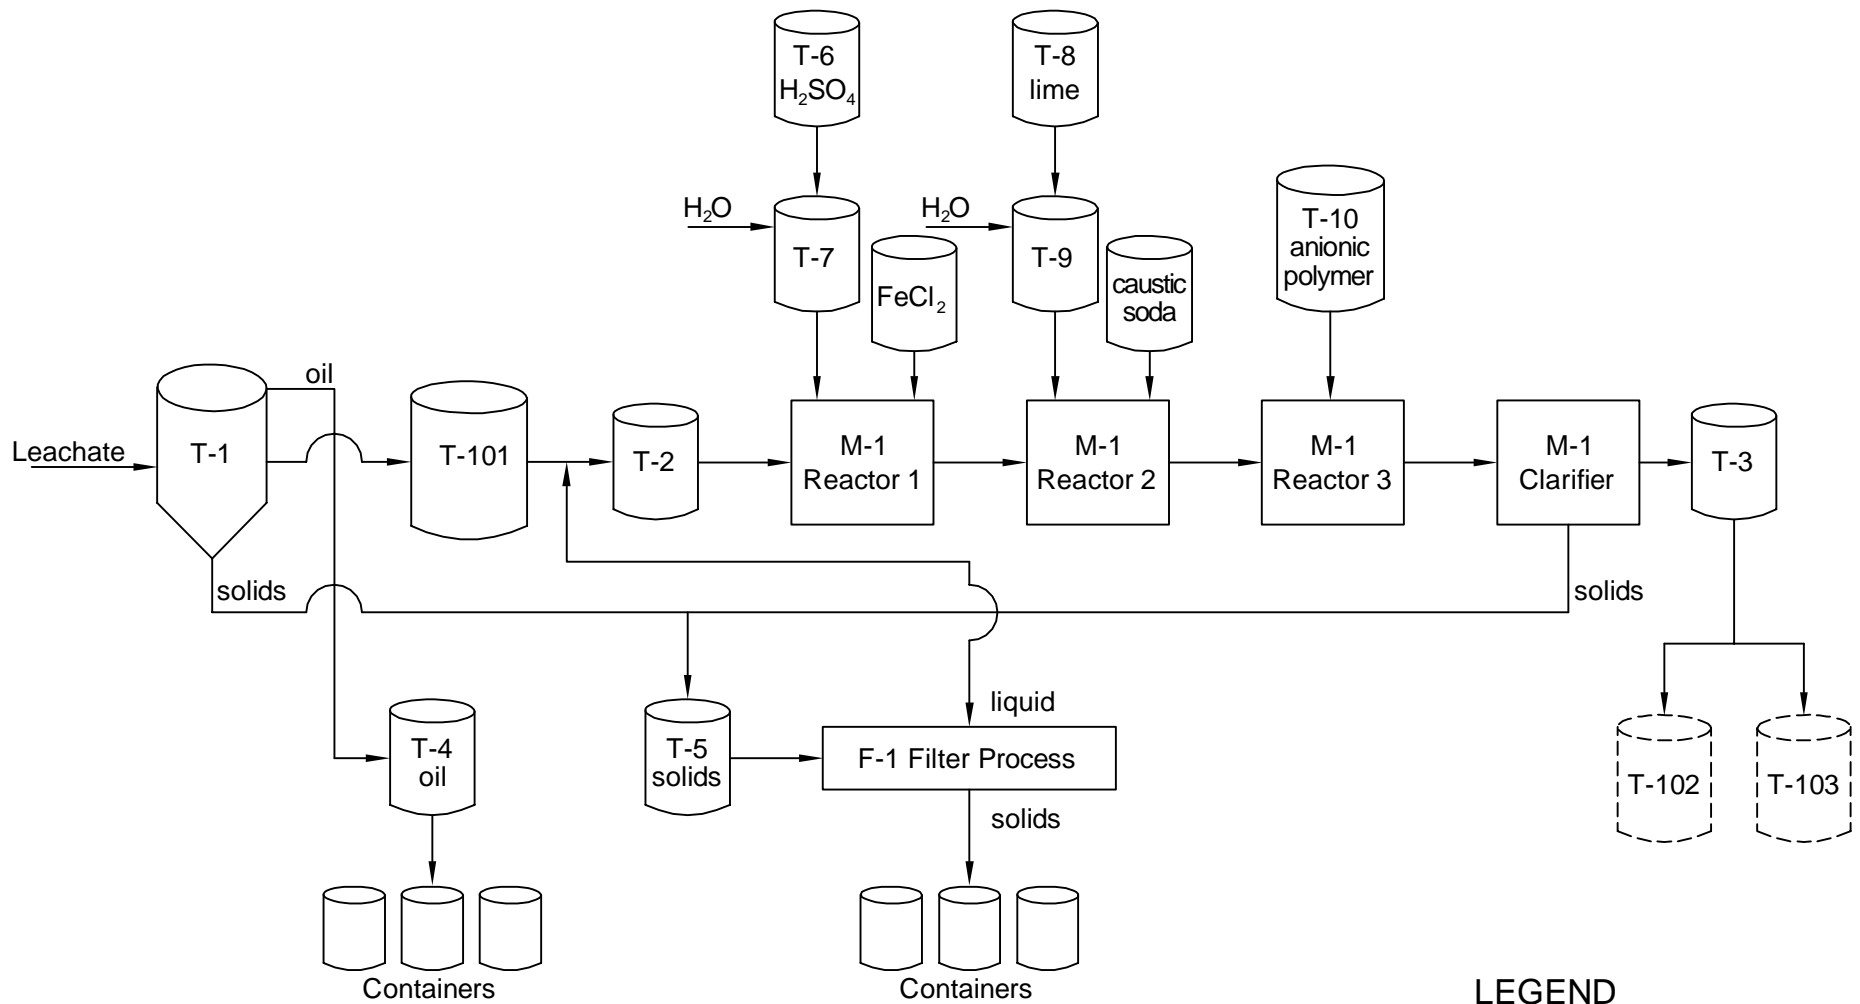 T-6
H₂SO₄
T-8
lime
H₂O
T-7
FeCl₂
H₂O
T-9
caustic
soda
T-10
anionic
polymer
Leachate
T-1
oil
T-101
T-2
M-1
Reactor 1
M-1
Reactor 2
M-1
Reactor 3
M-1
Clarifier
T-3
solids
solids
T-4
oil
T-5
solids
liquid
F-1 Filter Process
solids
T-102
T-103
Containers
Containers
LEGEND